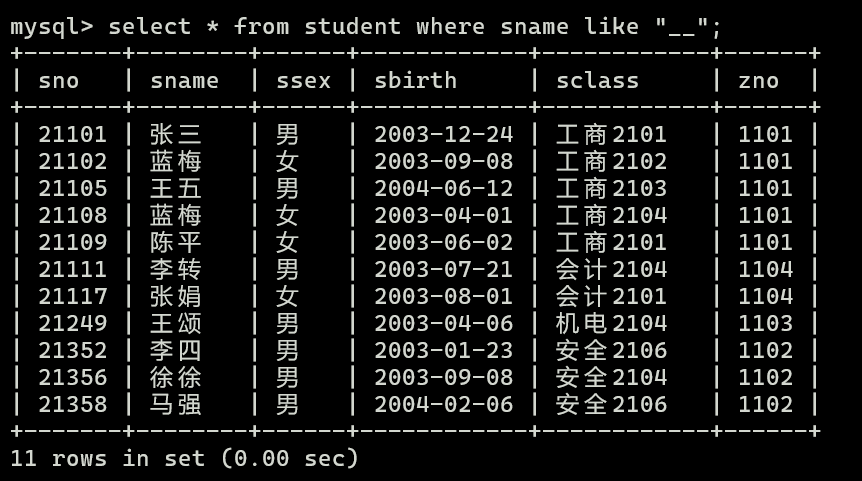 mysql> select * from student where sname like "__";
+-------+--------+------+------------+-------------+------+
| sno   | sname  | ssex | sbirth     | sclass      | zno  |
+-------+--------+------+------------+-------------+------+
| 21101 | 张三   | 男   | 2003-12-24 | 工商2101    | 1101 |
| 21102 | 蓝梅   | 女   | 2003-09-08 | 工商2102    | 1101 |
| 21105 | 王五   | 男   | 2004-06-12 | 工商2103    | 1101 |
| 21108 | 蓝梅   | 女   | 2003-04-01 | 工商2104    | 1101 |
| 21109 | 陈平   | 女   | 2003-06-02 | 工商2101    | 1101 |
| 21111 | 李转   | 男   | 2003-07-21 | 会计2104    | 1104 |
| 21117 | 张娟   | 女   | 2003-08-01 | 会计2101    | 1104 |
| 21249 | 王颂   | 男   | 2003-04-06 | 机电2104    | 1103 |
| 21352 | 李四   | 男   | 2003-01-23 | 安全2106    | 1102 |
| 21356 | 徐徐   | 男   | 2003-09-08 | 安全2104    | 1102 |
| 21358 | 马强   | 男   | 2004-02-06 | 安全2106    | 1102 |
+-------+--------+------+------------+-------------+------+
11 rows in set (0.00 sec)